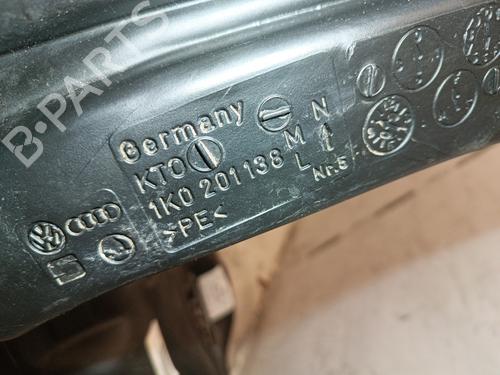 B-PARTS
Germany
KTO
1K0 201138
>PE<
M N
L
Nr.5